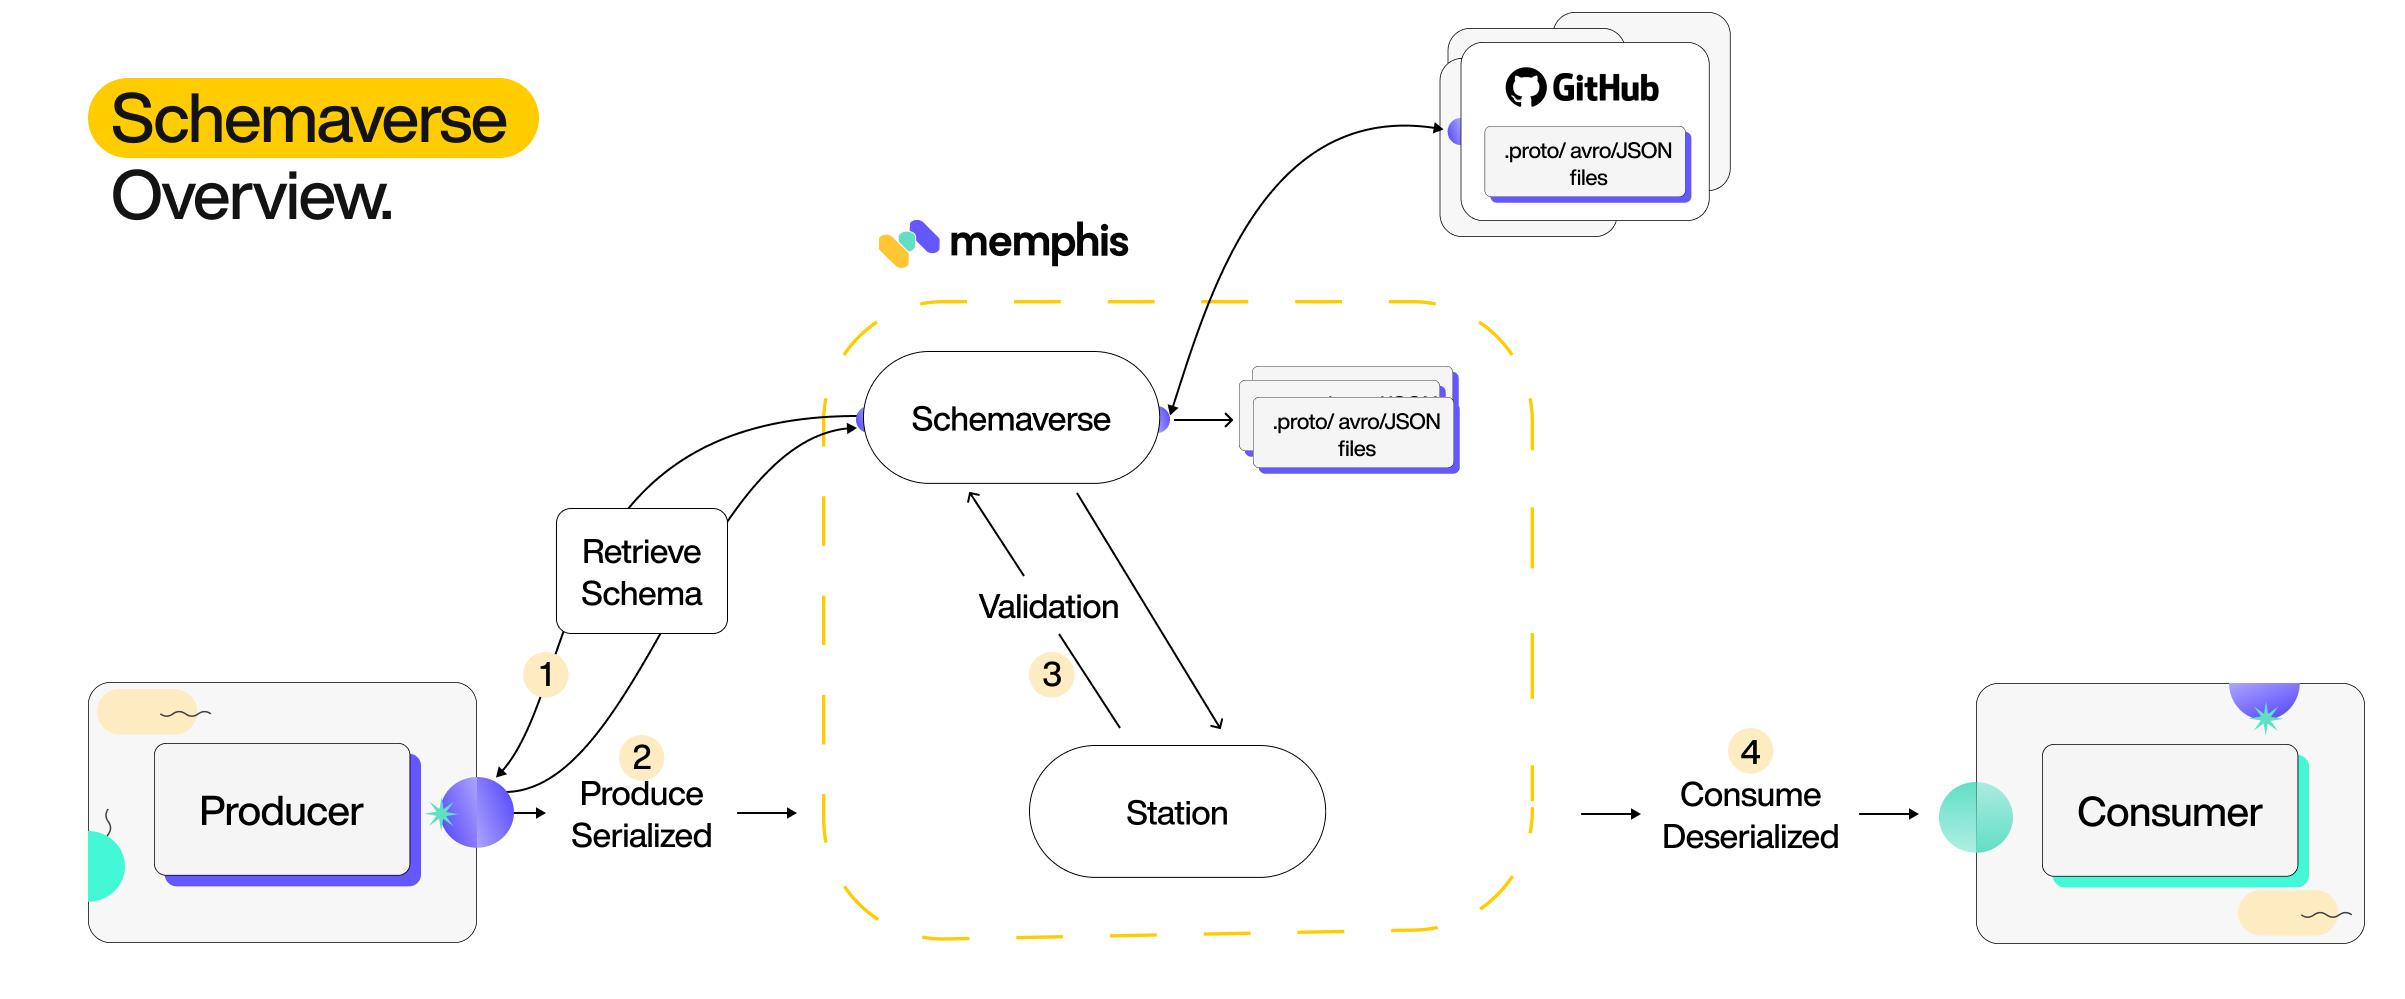 Schemaverse
Overview.
GitHub
.proto/ avro/JSON
files
memphis
Schemaverse
.proto/ avro/JSON
files
Retrieve
Schema
Validation
1
3
2
Produce
Serialized
Producer
Station
4
Consume
Deserialized
Consumer